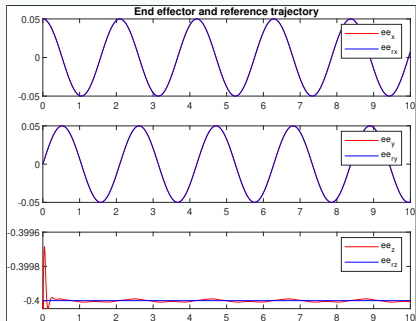 End effector and reference trajectory
0.05
ee_x
ee_rx
0
-0.05
0 1 2 3 4 5 6 7 8 9 10
0.05
ee_y
ee_ry
0
-0.05
0 1 2 3 4 5 6 7 8 9 10
-0.3996
ee_z
ee_rz
-0.3998
-0.4
0 1 2 3 4 5 6 7 8 9 10